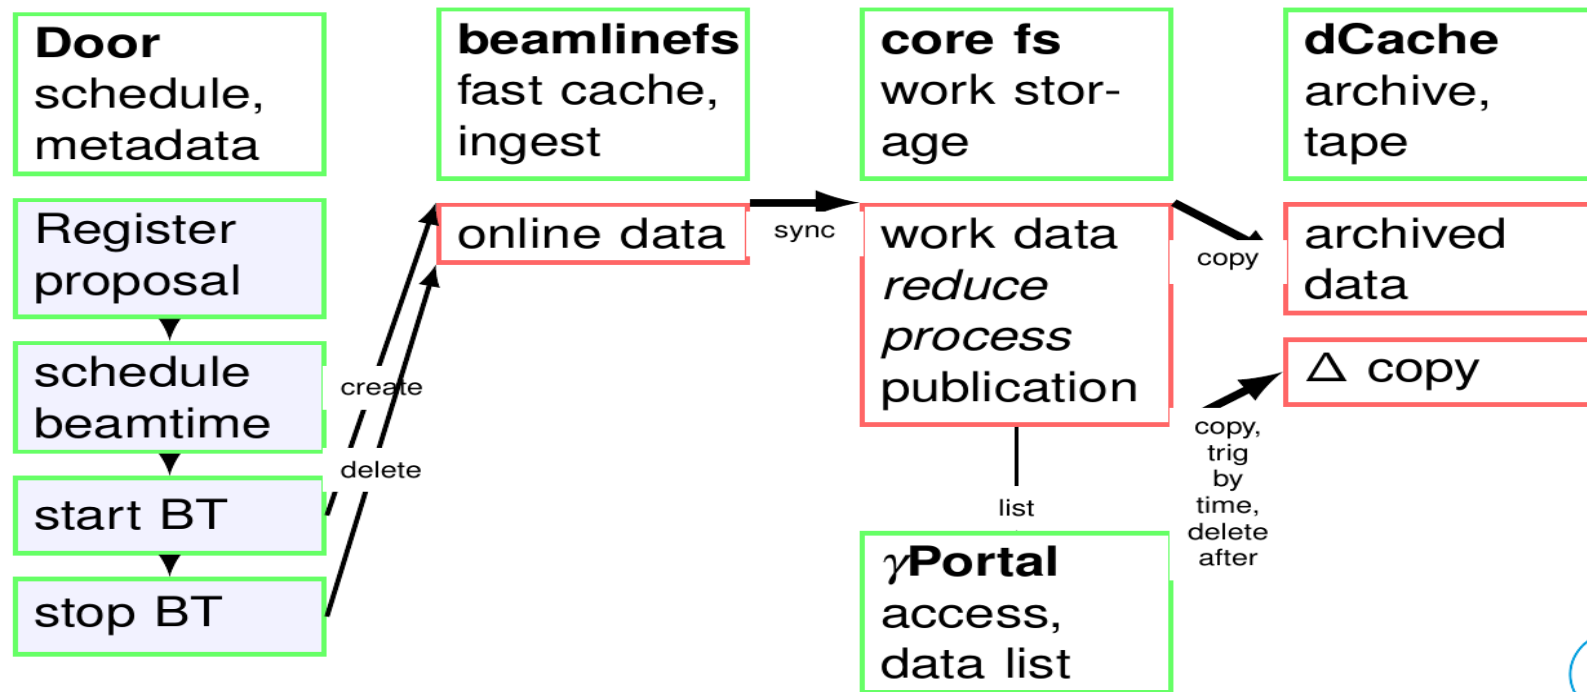 Door
schedule,
metadata
beamlinefs
fast cache,
ingest
core fs
work stor-
age
dCache
archive,
tape
Register
proposal
schedule
beamtime
start BT
stop BT
create
delete
online data
sync
work data
reduce
process
publication
copy
archived
data
Δ copy
copy,
trig
by
time,
delete
after
list
γPortal
access,
data list